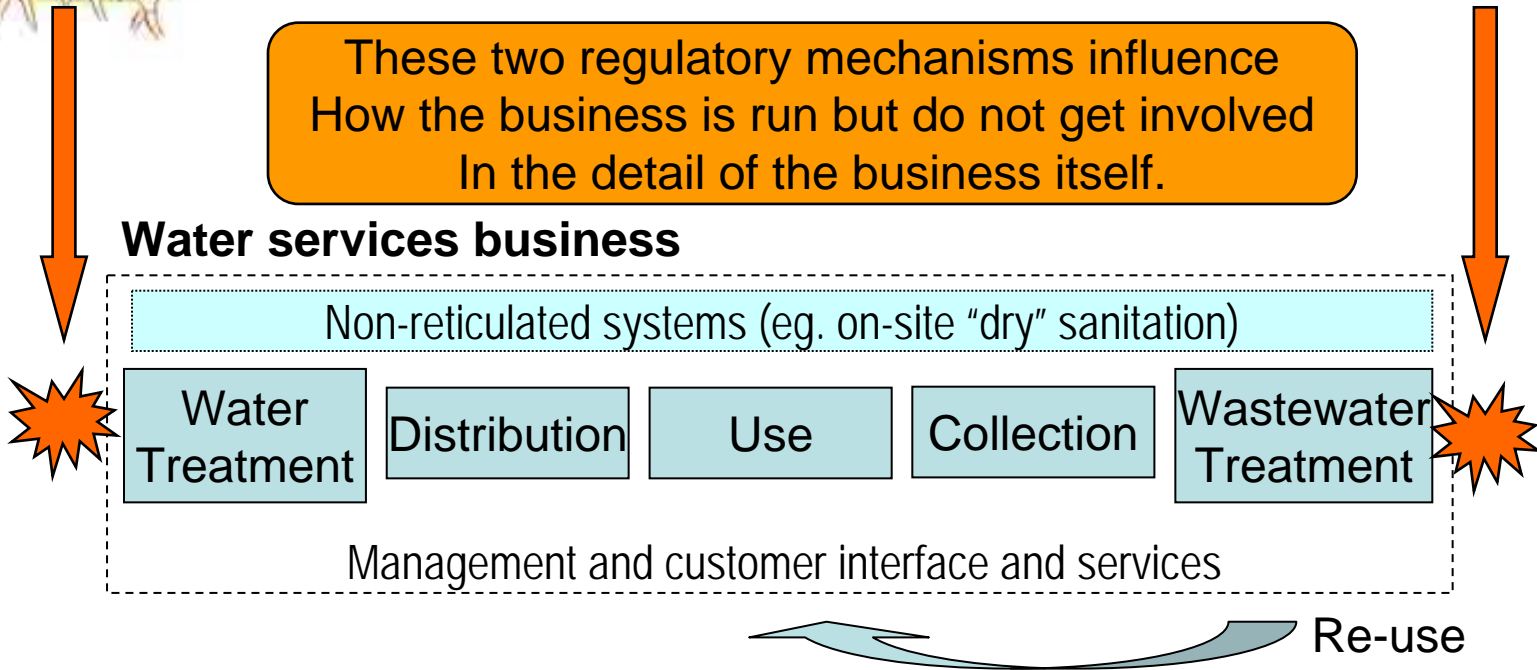 These two regulatory mechanisms influence
How the business is run but do not get involved
In the detail of the business itself.
Water services business
Non-reticulated systems (eg. on-site “dry” sanitation)
Water
Treatment
Distribution
Use
Collection
Wastewater
Treatment
Management and customer interface and services
Re-use